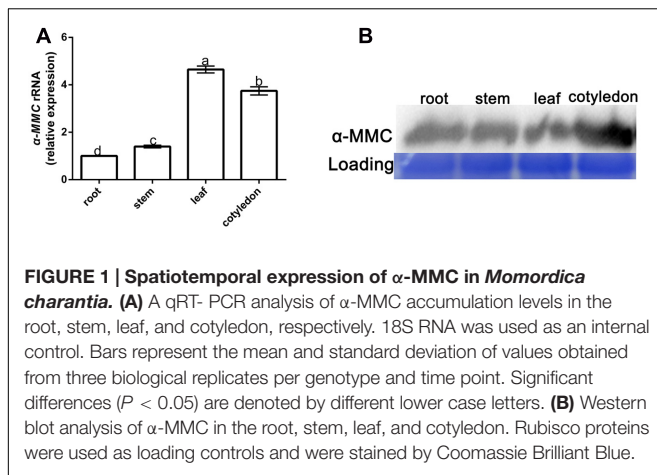 A
B
α-MMC rRNA
(relative expression)
6
4
2
0
d
c
a
b
root
stem
leaf
cotyledon
root stem leaf cotyledon
α-MMC
Loading
FIGURE 1 | Spatiotemporal expression of α-MMC in Momordica
charantia. (A) A qRT- PCR analysis of α-MMC accumulation levels in the
root, stem, leaf, and cotyledon, respectively. 18S RNA was used as an internal
control. Bars represent the mean and standard deviation of values obtained
from three biological replicates per genotype and time point. Significant
differences (P < 0.05) are denoted by different lower case letters. (B) Western
blot analysis of α-MMC in the root, stem, leaf, and cotyledon. Rubisco proteins
were used as loading controls and were stained by Coomassie Brilliant Blue.